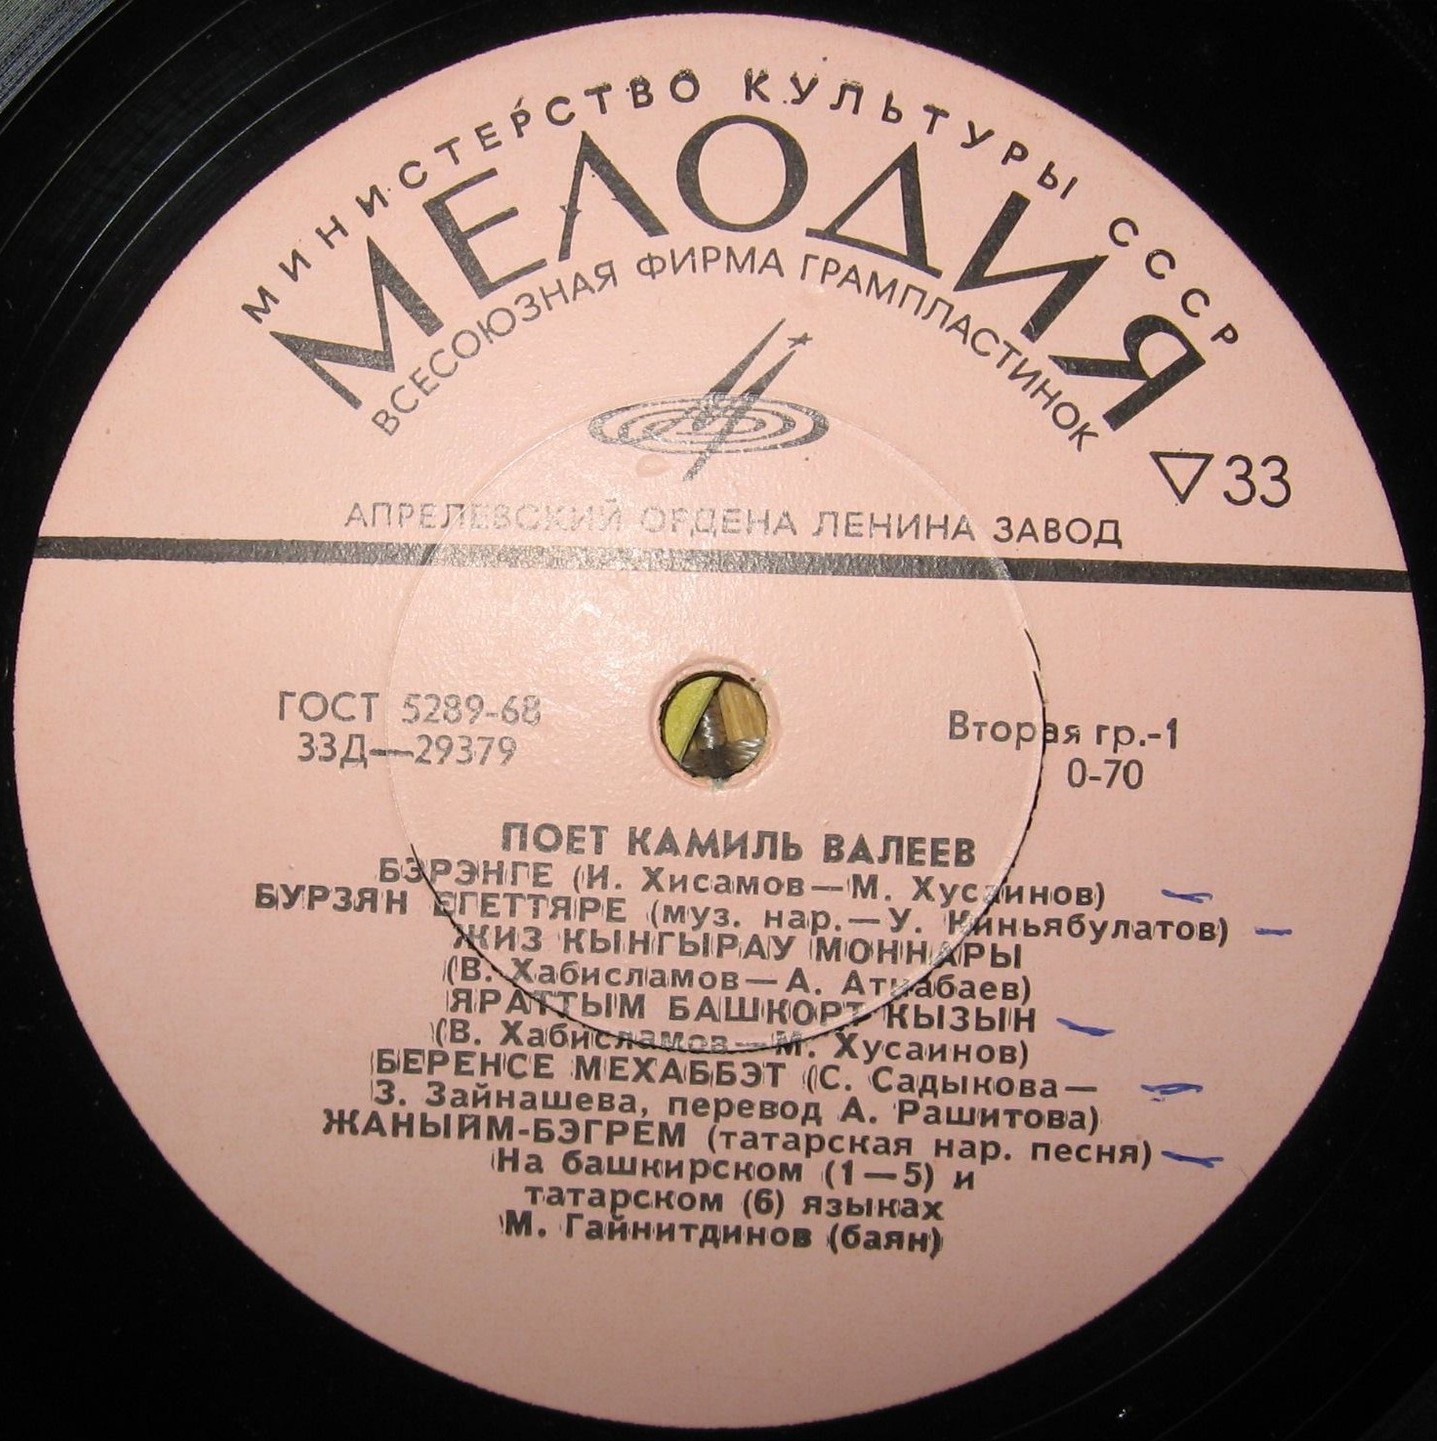 МИНИСТЕРСТВО КУЛЬТУРЫ СССР
МЕЛОДИЯ
ВСЕСОЮЗНАЯ ФИРМА ГРАМПЛАСТИНОК
▽33
АПРЕЛЕВСКИЙ ОРДЕНА ЛЕНИНА ЗАВОД
ГОСТ 5289-68
33Д—29379
Вторая гр.-1
0-70
ПОЕТ КАМИЛЬ ВАЛЕЕВ
БЭРЭНГЕ (И. Хисамов—М. Хусаинов)
БУРЗЯН ЕГЕТТЯРЕ (муз. нар.—У. Киньябулатов)
ЖИЗ КЫНГЫРАУ МОННАРЫ
(В. Хабисламов—А. Атнабаев)
ЯРАТТЫМ БАШКОРТ КЫЗЫН
(В. Хабисламов—М. Хусаинов)
БЕРЕНСЕ МЕХАББЭТ (С. Садыкова—
З. Зайнашева, перевод А. Рашитова)
ЖАНЫЙМ-БЭГРЕМ (татарская нар. песня)
На башкирском (1—5) и
татарском (6) языках
М. Гайнитдинов (баян)